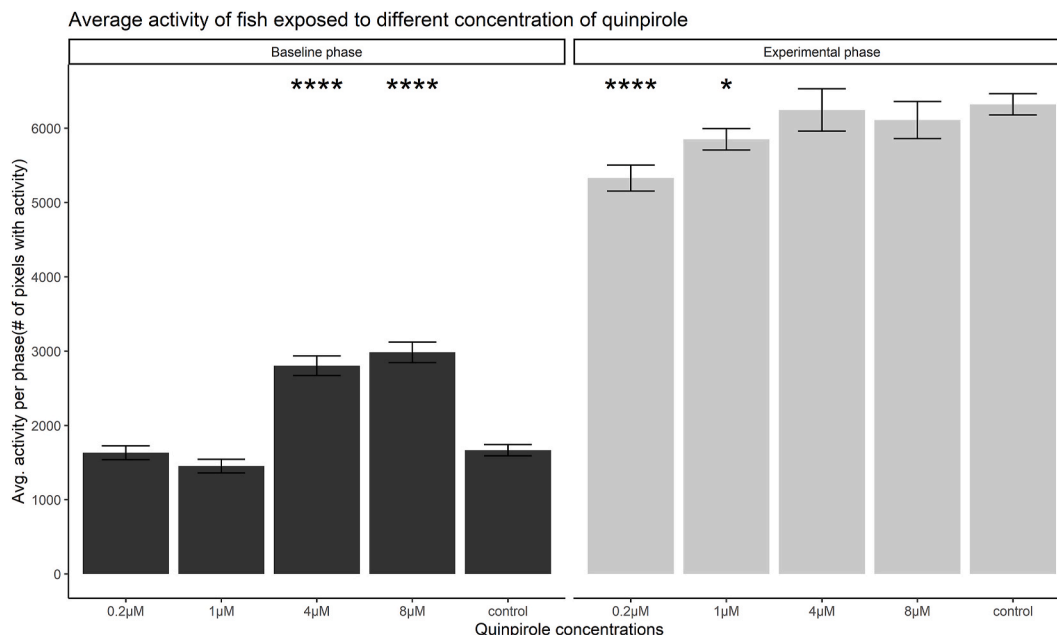 Average activity of fish exposed to different concentration of quinpirole
Baseline phase
Experimental phase
**** **** **** *
Avg. activity per phase(# of pixels with activity)
6000
5000
4000
3000
2000
1000
0
0.2µM 1µM 4µM 8µM control 0.2µM 1µM 4µM 8µM control
Quinpirole concentrations